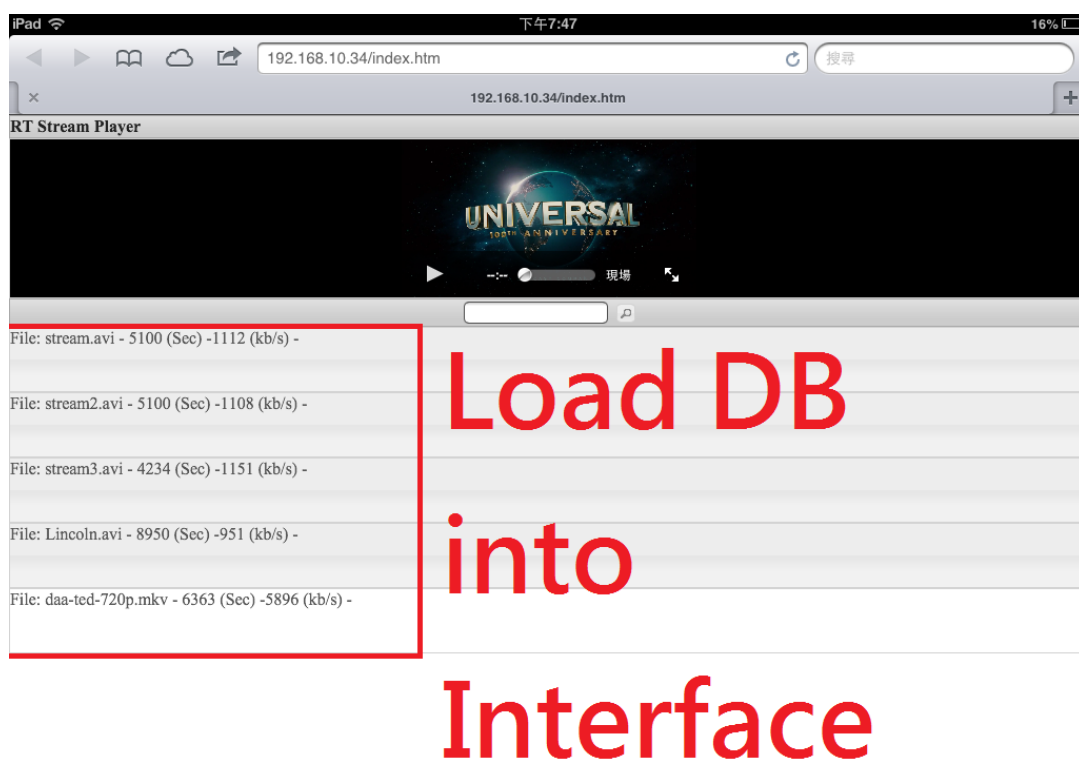 iPad 下午7:47 16%
192.168.10.34/index.htm 搜尋
× 192.168.10.34/index.htm +
RT Stream Player
UNIVERSAL
100TH ANNIVERSARY
--:-- 現場
File: stream.avi - 5100 (Sec) -1112 (kb/s) -
File: stream2.avi - 5100 (Sec) -1108 (kb/s) -
File: stream3.avi - 4234 (Sec) -1151 (kb/s) -
File: Lincoln.avi - 8950 (Sec) -951 (kb/s) -
File: daa-ted-720p.mkv - 6363 (Sec) -5896 (kb/s) -
Load DB
into
Interface